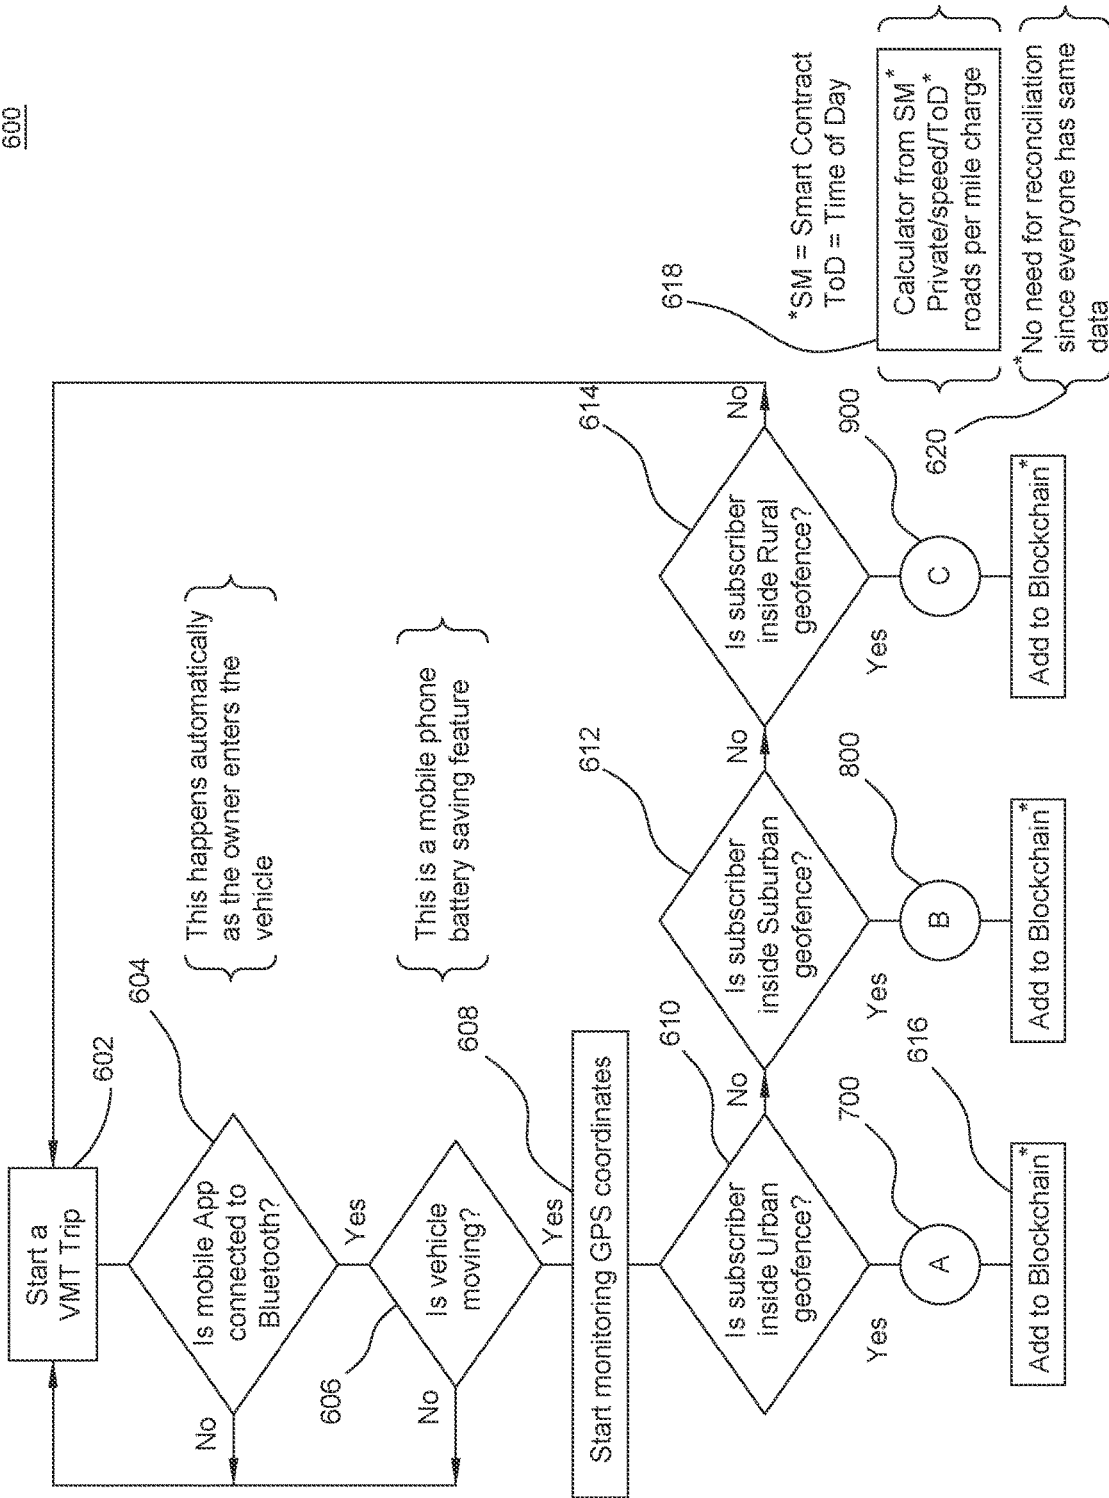 600
Start a
VMT Trip
602
Is mobile App
connected to
Bluetooth?
604
No
Yes
This happens automatically
as the owner enters the
vehicle
Is vehicle
moving?
606
No
Yes
This is a mobile phone
battery saving feature
Start monitoring GPS coordinates
608
Is subscriber
inside Urban
geofence?
610
No
Yes
Is subscriber
inside Suburban
geofence?
612
No
Yes
Is subscriber
inside Rural
geofence?
614
No
Yes
A
700
B
800
C
900
Add to Blockchain*
616
Add to Blockchain*
Add to Blockchain*
618
*SM = Smart Contract
ToD = Time of Day
Calculator from SM*
Private/speed/ToD*
roads per mile charge
620
*No need for reconciliation
since everyone has same
data